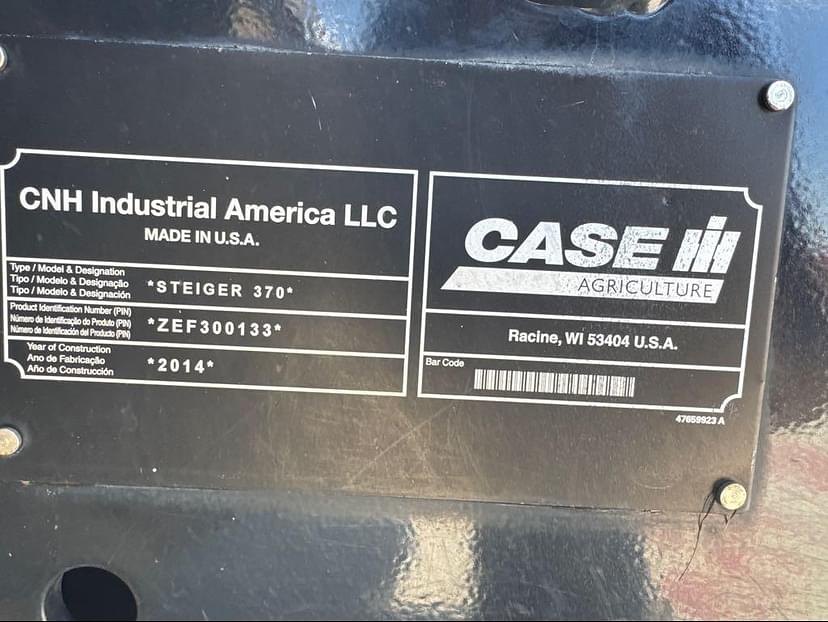 CNH Industrial America LLC
MADE IN U.S.A.
Type / Model & Designation
Tipo / Modelo & Designação
Tipo / Modelo & Designación
*STEIGER 370*
Product Identification Number (PIN)
Número de Identificação do Produto (PIN)
Número de Identificación del Producto (PIN)
*ZEF300133*
Year of Construction
Ano de Fabricação
Año de Construcción
*2014*
CASE IH
AGRICULTURE
Racine, WI 53404 U.S.A.
Bar Code
47659923 A